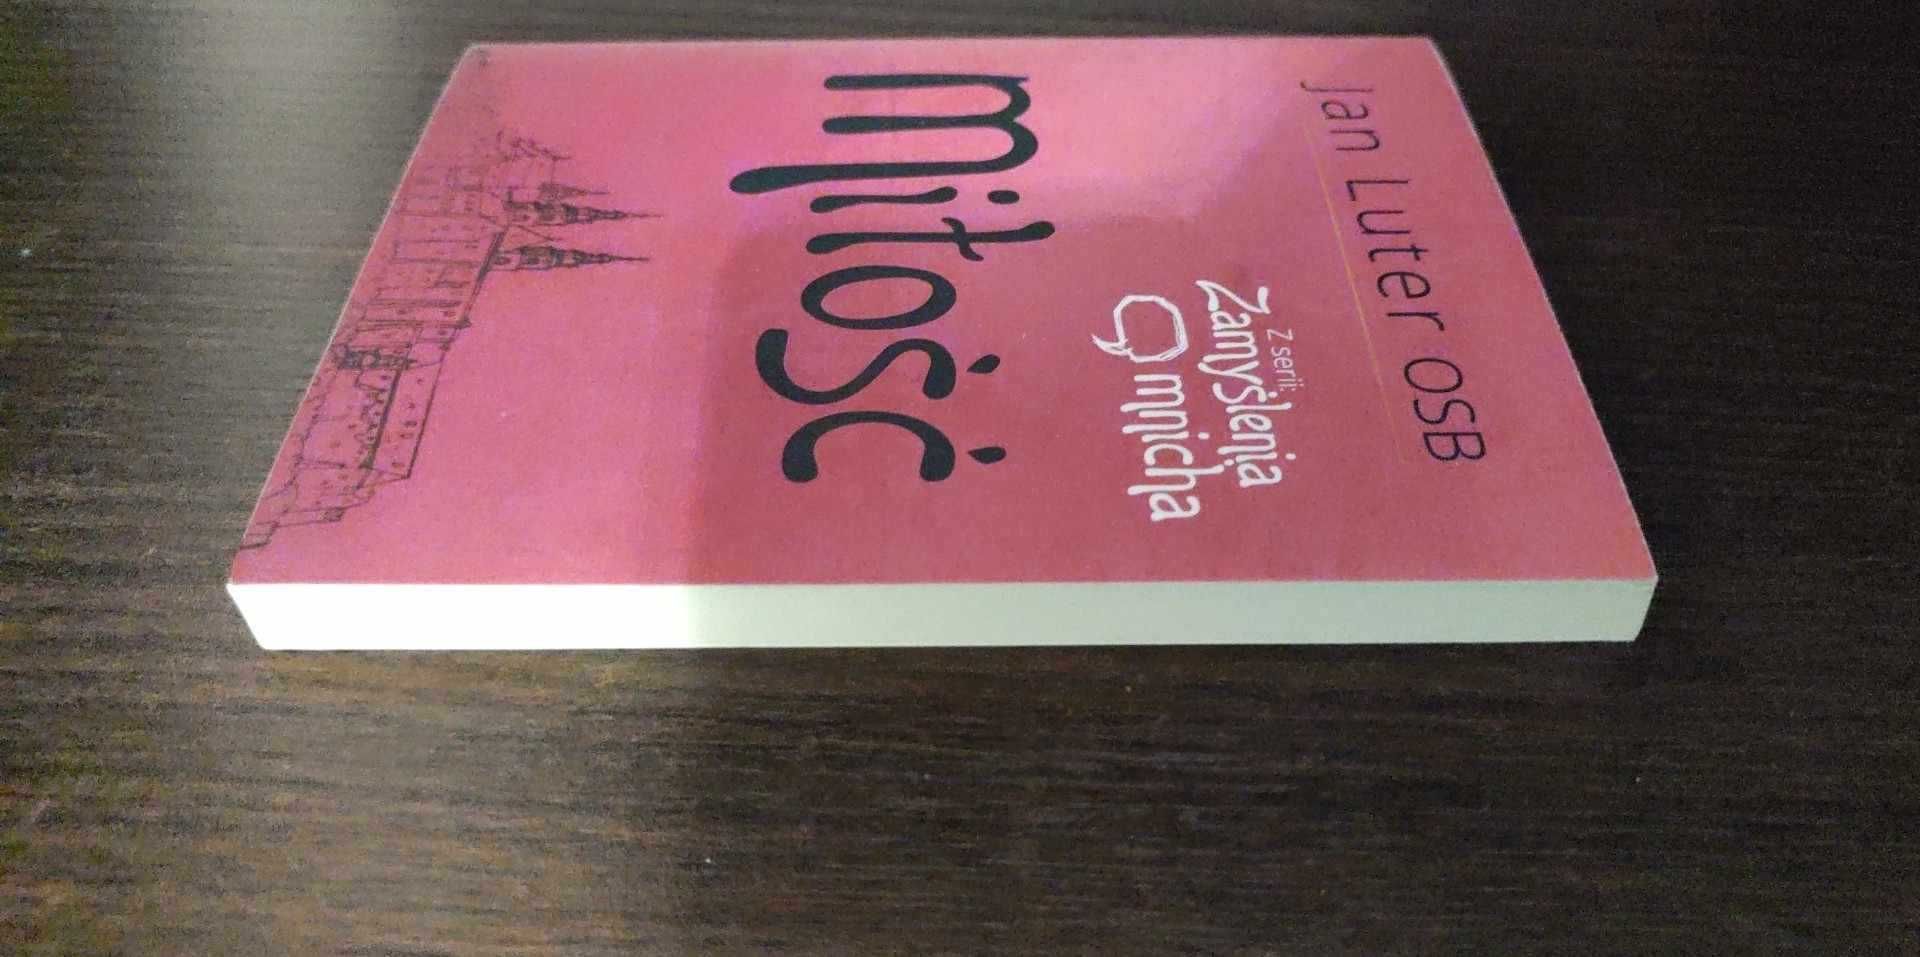 Jan Luter OSB
Z serii:
Zamyślenia
mnicha
miłość